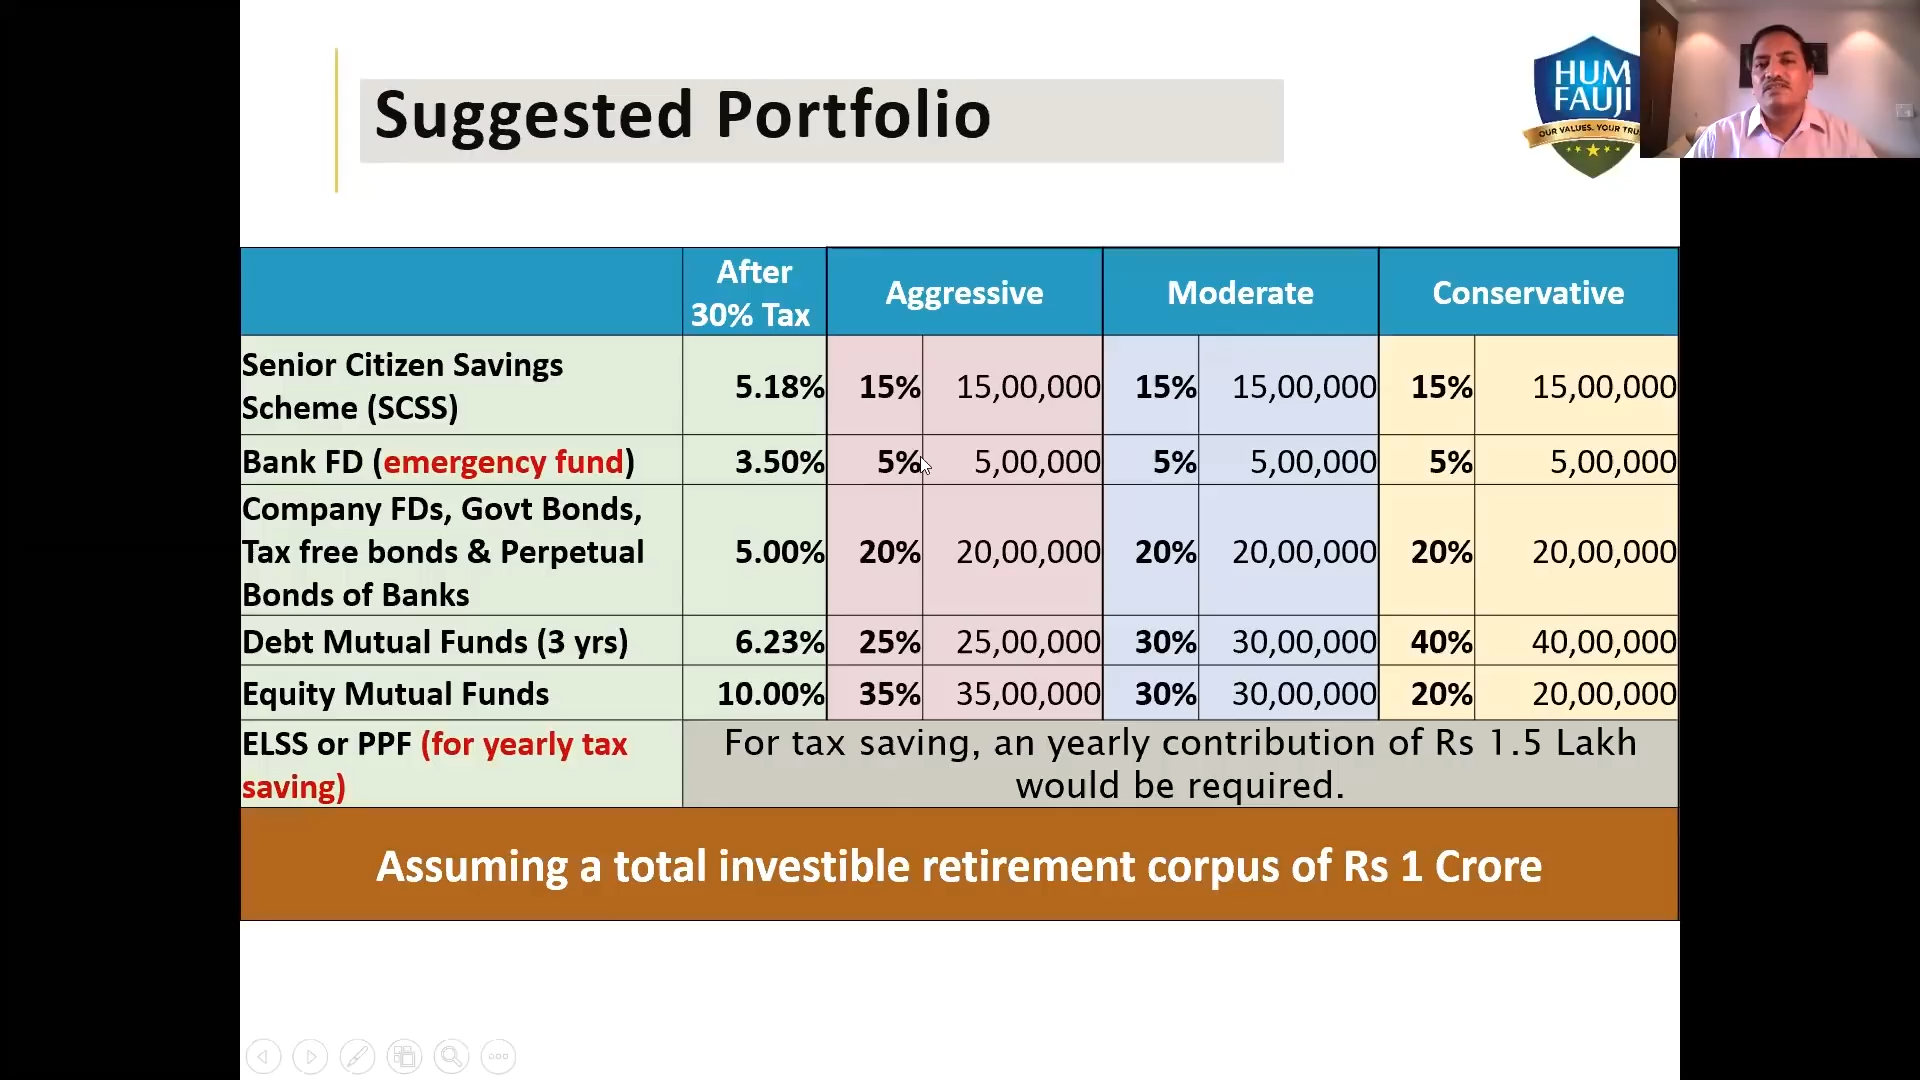 Suggested Portfolio
HUM
FAUJI
OUR VALUES. YOUR TRU
After
30% Tax
Aggressive
Moderate
Conservative
Senior Citizen Savings
Scheme (SCSS)
5.18% 15% 15,00,000 15% 15,00,000 15% 15,00,000
Bank FD (emergency fund) 3.50% 5% 5,00,000 5% 5,00,000 5% 5,00,000
Company FDs, Govt Bonds,
Tax free bonds & Perpetual
Bonds of Banks
5.00% 20% 20,00,000 20% 20,00,000 20% 20,00,000
Debt Mutual Funds (3 yrs) 6.23% 25% 25,00,000 30% 30,00,000 40% 40,00,000
Equity Mutual Funds 10.00% 35% 35,00,000 30% 30,00,000 20% 20,00,000
ELSS or PPF (for yearly tax
saving)
For tax saving, an yearly contribution of Rs 1.5 Lakh
would be required.
Assuming a total investible retirement corpus of Rs 1 Crore